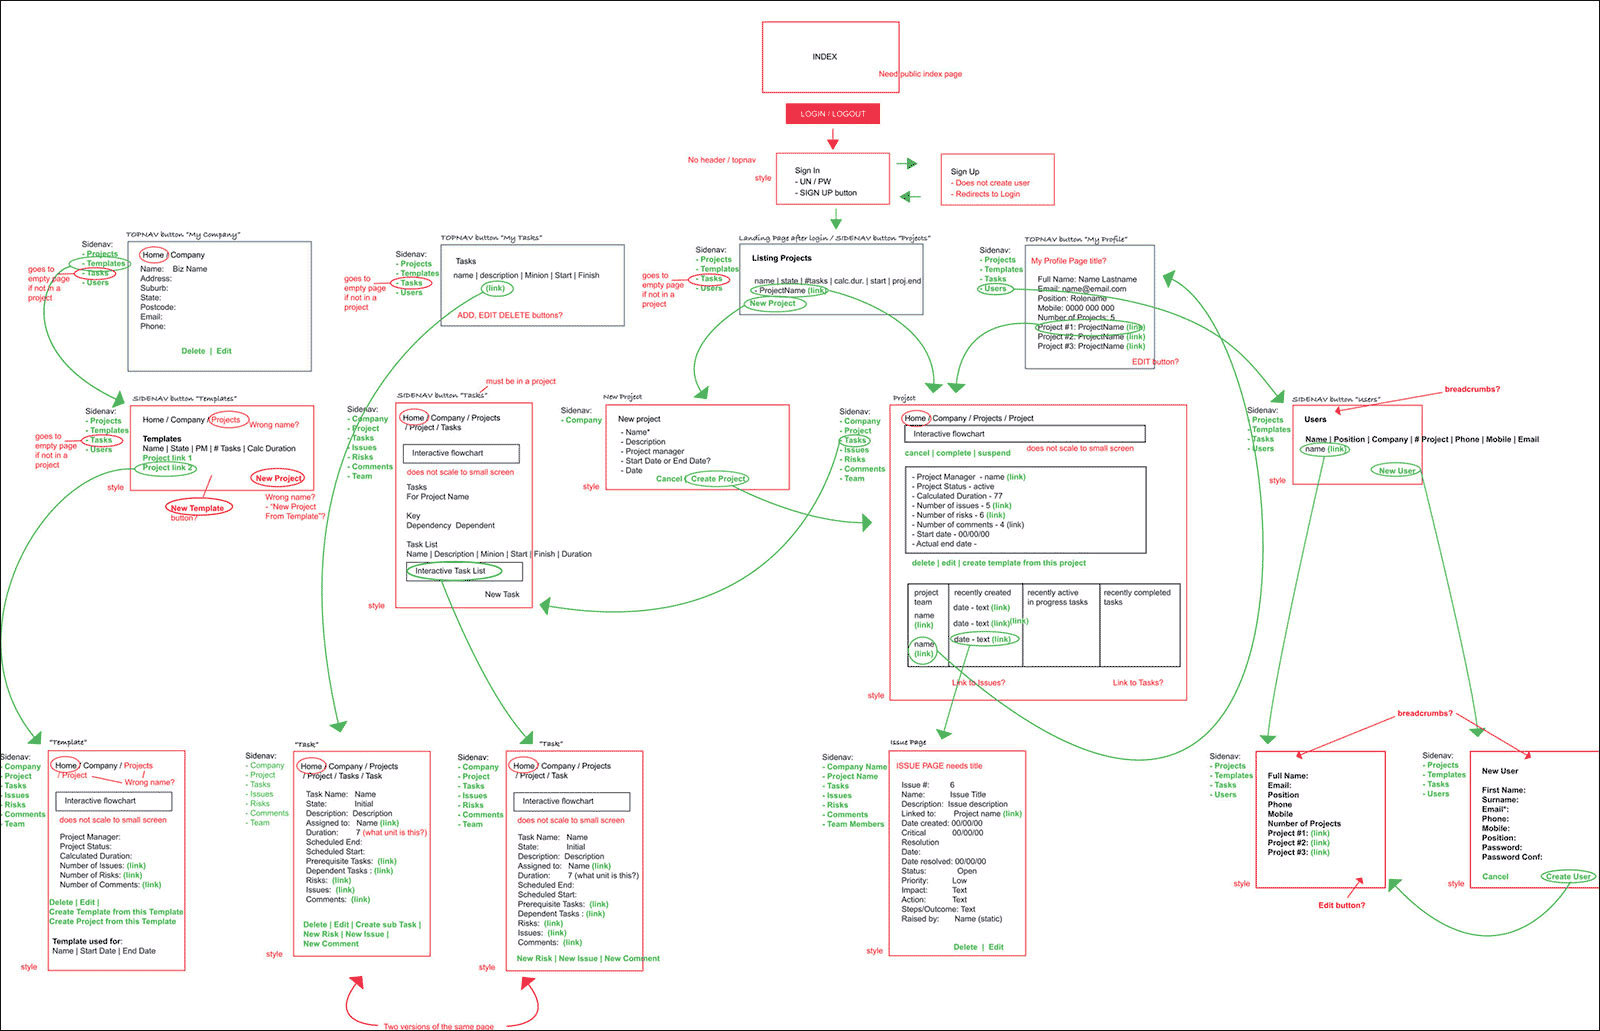 INDEX
Need public index page
LOGIN / LOGOUT
No header / topnav
style
Sign In
- UN / PW
- SIGN UP button
Sign Up
- Does not create user
- Redirects to Login
TOPNAV button "My Company"
Sidenav:
- Projects
- Templates
- Tasks
- Users
goes to
empty page
if not in a
project
Home / Company
Name: Biz Name
Address:
Suburb:
State:
Postcode:
Email:
Phone:
Delete | Edit
TOPNAV button "My Tasks"
Sidenav:
- Projects
- Templates
- Tasks
- Users
goes to
empty page
if not in a
project
Tasks
name | description | Minion | Start | Finish
(link)
ADD, EDIT DELETE buttons?
Landing Page after login / SIDENAV button "Projects"
Sidenav:
- Projects
- Templates
- Tasks
- Users
goes to
empty page
if not in a
project
Listing Projects
name | state | #tasks | calc.dur. | start | proj.end
- ProjectName (link)
New Project
TOPNAV button "My Profile"
Sidenav:
- Projects
- Templates
- Tasks
- Users
My Profile Page title?
Full Name: Name Lastname
Email: name@email.com
Position: Rolename
Mobile: 0000 000 000
Number of Projects: 5
Project #1: ProjectName (link)
Project #2: ProjectName (link)
Project #3: ProjectName (link)
EDIT button?
SIDENAV button "Templates"
Sidenav:
- Projects
- Templates
- Tasks
- Users
goes to
empty page
if not in a
project
Home / Company / Projects
Wrong name?
Templates
Name | State | PM | # Tasks | Calc Duration
Project link 1
Project link 2
New Project
style
New Template
button?
Wrong name?
- "New Project
From Template"?
must be in a project
SIDENAV button "Tasks"
Sidenav:
- Company
- Project
- Tasks
- Issues
- Risks
- Comments
- Team
Home / Company / Projects
/ Project / Tasks
Interactive flowchart
does not scale to small screen
Tasks
For Project Name
Key
Dependency Dependent
Task List
Name | Description | Minion | Start | Finish | Duration
Interactive Task List
New Task
style
New Project
Sidenav:
- Company
New project
- Name*
- Description
- Project manager
- Start Date or End Date?
- Date
Cancel
Create Project
style
Project
Sidenav:
- Company
- Project
- Tasks
- Issues
- Risks
- Comments
- Team
Home / Company / Projects / Project
Interactive flowchart
cancel | complete | suspend
does not scale to small screen
- Project Manager - name (link)
- Project Status - active
- Calculated Duration - 77
- Number of issues - 5 (link)
- Number of risks - 6 (link)
- Number of comments - 4 (link)
- Start date - 00/00/00
- Actual end date -
delete | edit | create template from this project
project
team
name
(link)
name
(link)
recently created
date - text (link)
date - text (link)
(link)
date - text (link)
recently active
in progress tasks
recently completed
tasks
Link to Issues?
Link to Tasks?
style
breadcrumbs?
SIDENAV button "Users"
Sidenav:
- Projects
- Templates
- Tasks
- Users
Users
Name | Position | Company | # Project | Phone | Mobile | Email
name (link)
New User
style
"Template"
Sidenav:
- Company
- Project
- Tasks
- Issues
- Risks
- Comments
- Team
Home / Company / Projects
/ Project
/
Wrong name?
Interactive flowchart
does not scale to small screen
Project Manager:
Project Status:
Calculated Duration:
Number of Issues: (link)
Number of Risks: (link)
Number of Comments: (link)
Delete | Edit |
Create Template from this Template
Create Project from this Template
Template used for:
Name | Start Date | End Date
style
"Task"
Sidenav:
- Company
- Project
- Tasks
- Issues
- Risks
- Comments
- Team
Home / Company / Projects
/ Project / Tasks / Task
Task Name: Name
State: Initial
Description: Description
Assigned to: Name (link)
Duration: 7 (what unit is this?)
Scheduled End:
Scheduled Start:
Prerequisite Tasks: (link)
Dependent Tasks : (link)
Risks: (link)
Issues: (link)
Comments: (link)
Delete | Edit | Create sub Task |
New Risk | New Issue |
New Comment
style
"Task"
Sidenav:
- Company
- Project
- Tasks
- Issues
- Risks
- Comments
- Team
Home / Company / Projects
/ Project / Task
Interactive flowchart
does not scale to small screen
Task Name: Name
State: Initial
Description: Description
Assigned to: Name (link)
Duration: 7 (what unit is this?)
Scheduled End:
Scheduled Start:
Prerequisite Tasks: (link)
Dependent Tasks : (link)
Risks: (link)
Issues: (link)
Comments: (link)
New Risk | New Issue | New Comment
style
Two versions of the same page
Issue Page
Sidenav:
- Company Name
- Project Name
- Tasks
- Issues
- Risks
- Comments
- Team Members
ISSUE PAGE needs title
Issue #: 6
Name: Issue Title
Description: Issue description
Linked to: Project name (link)
Date created: 00/00/00
Critical 00/00/00
Resolution
Date:
Date resolved: 00/00/00
Status: Open
Priority: Low
Impact: Text
Action: Text
Steps/Outcome: Text
Raised by: Name (static)
Delete | Edit
style
breadcrumbs?
Sidenav:
- Projects
- Templates
- Tasks
- Users
Full Name:
Email:
Position
Phone
Mobile
Number of Projects
Project #1: (link)
Project #2: (link)
Project #3: (link)
style
Edit button?
Sidenav:
- Projects
- Templates
- Tasks
- Users
New User
First Name:
Surname:
Email*:
Phone:
Mobile:
Position:
Password:
Password Conf:
Cancel
Create User
style